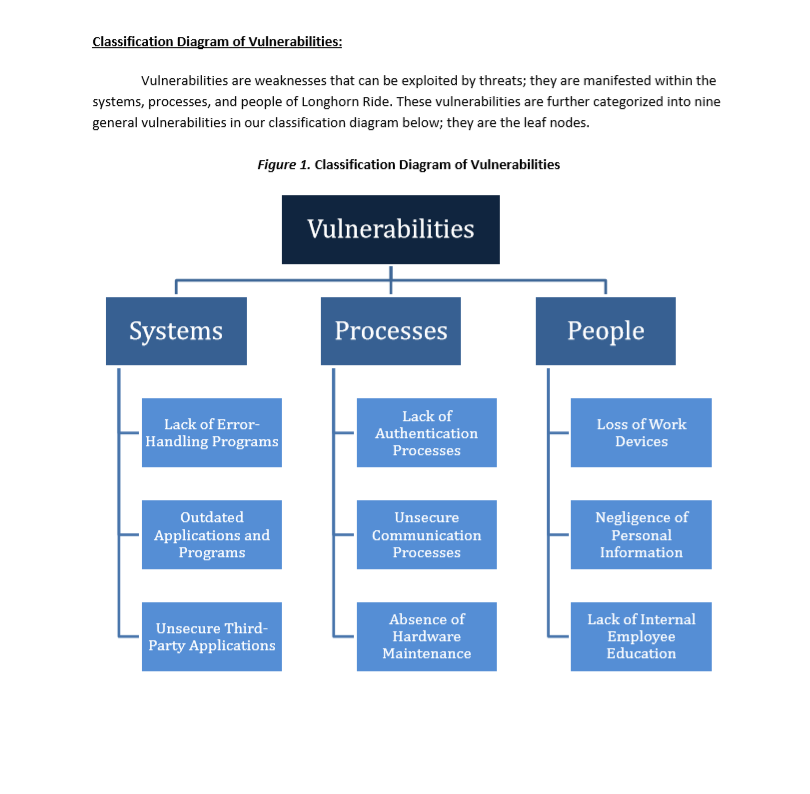 Classification Diagram of Vulnerabilities:
Vulnerabilities are weaknesses that can be exploited by threats; they are manifested within the
systems, processes, and people of Longhorn Ride. These vulnerabilities are further categorized into nine
general vulnerabilities in our classification diagram below; they are the leaf nodes.
Figure 1. Classification Diagram of Vulnerabilities
Vulnerabilities
Systems
Processes
People
Lack of Error-
Handling Programs
Outdated
Applications and
Programs
Unsecure Third-
Party Applications
Lack of
Authentication
Processes
Unsecure
Communication
Processes
Absence of
Hardware
Maintenance
Loss of Work
Devices
Negligence of
Personal
Information
Lack of Internal
Employee
Education